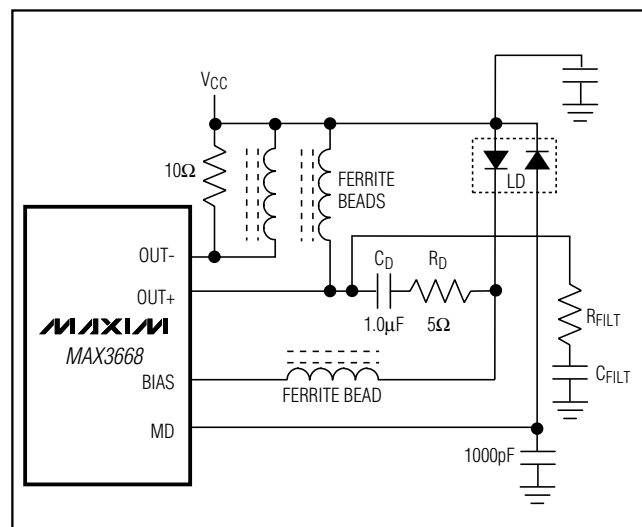 VCC
10Ω
FERRITE
BEADS
LD
OUT-
CD
RD
OUT+
1.0µF
5Ω
RFILT
MAXIM
MAX3668
BIAS
CFILT
FERRITE BEAD
MD
1000pF